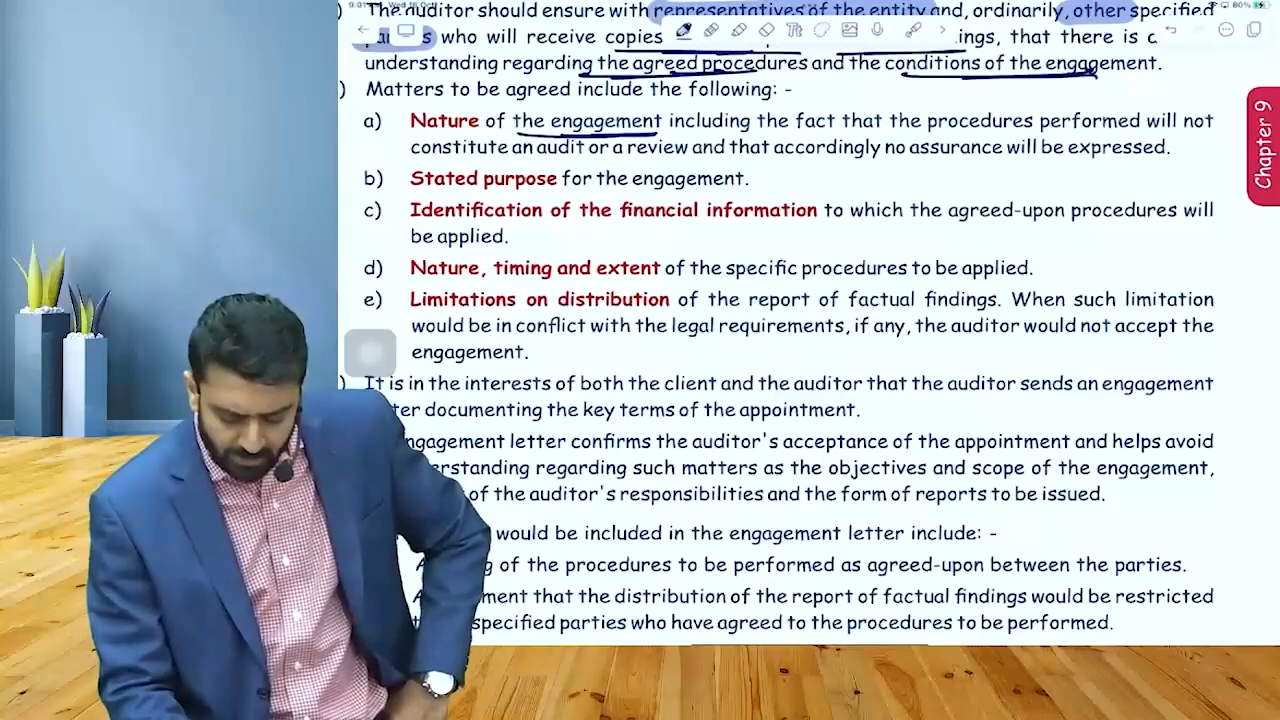 9:01 Wed 18 Oct
80%
) The auditor should ensure with representatives of the entity and, ordinarily, other specified
who will receive copies ings, that there is
understanding regarding the agreed procedures and the conditions of the engagement.
) Matters to be agreed include the following: -
a) Nature of the engagement including the fact that the procedures performed will not
constitute an audit or a review and that accordingly no assurance will be expressed.
b) Stated purpose for the engagement.
c) Identification of the financial information to which the agreed-upon procedures will
be applied.
d) Nature, timing and extent of the specific procedures to be applied.
e) Limitations on distribution of the report of factual findings. When such limitation
would be in conflict with the legal requirements, if any, the auditor would not accept the
engagement.
) It is in the interests of both the client and the auditor that the auditor sends an engagement
ter documenting the key terms of the appointment.
ngagement letter confirms the auditor's acceptance of the appointment and helps avoid
erstanding regarding such matters as the objectives and scope of the engagement,
of the auditor's responsibilities and the form of reports to be issued.
would be included in the engagement letter include: -
A g of the procedures to be performed as agreed-upon between the parties.
A ment that the distribution of the report of factual findings would be restricted
specified parties who have agreed to the procedures to be performed.
Chapter 9